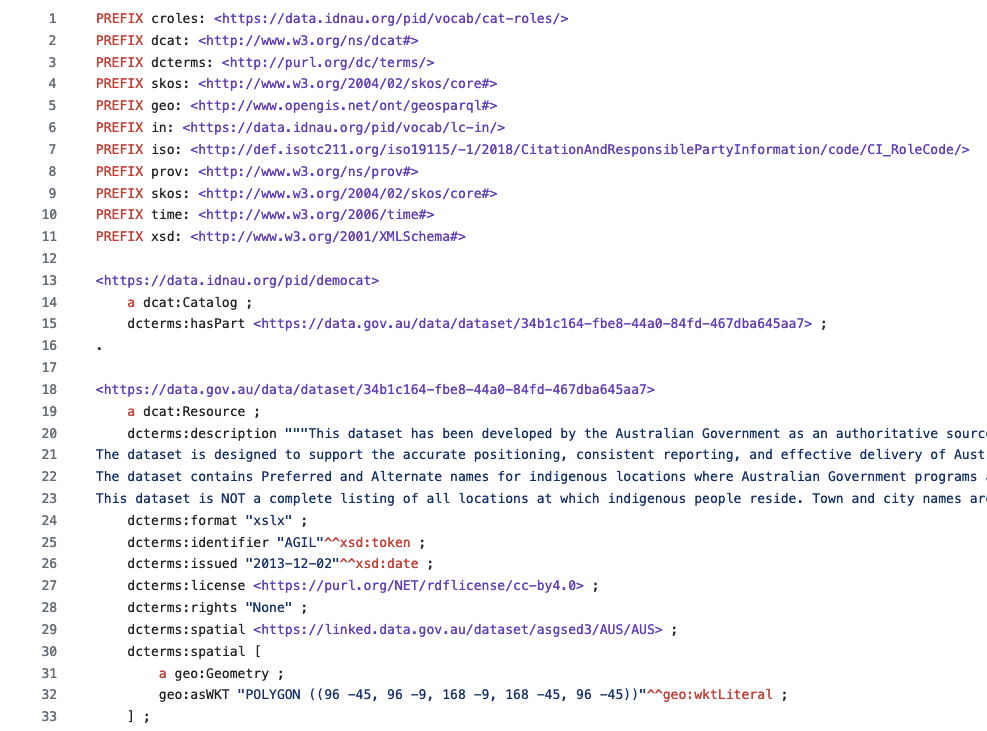 1 PREFIX croles: <https://data.idnau.org/pid/vocab/cat-roles/>
2 PREFIX dcat: <http://www.w3.org/ns/dcat#>
3 PREFIX dcterms: <http://purl.org/dc/terms/>
4 PREFIX skos: <http://www.w3.org/2004/02/skos/core#>
5 PREFIX geo: <http://www.opengis.net/ont/geosparql#>
6 PREFIX in: <https://data.idnau.org/pid/vocab/lc-in/>
7 PREFIX iso: <http://def.isotc211.org/iso19115/-1/2018/CitationAndResponsiblePartyInformation/code/CI_RoleCode/>
8 PREFIX prov: <http://www.w3.org/ns/prov#>
9 PREFIX skos: <http://www.w3.org/2004/02/skos/core#>
10 PREFIX time: <http://www.w3.org/2006/time#>
11 PREFIX xsd: <http://www.w3.org/2001/XMLSchema#>
12
13 <https://data.idnau.org/pid/democat>
14 a dcat:Catalog ;
15 dcterms:hasPart <https://data.gov.au/data/dataset/34b1c164-fbe8-44a0-84fd-467dba645aa7> ;
16 .
17
18 <https://data.gov.au/data/dataset/34b1c164-fbe8-44a0-84fd-467dba645aa7>
19 a dcat:Resource ;
20 dcterms:description """This dataset has been developed by the Australian Government as an authoritative sourc
21 The dataset is designed to support the accurate positioning, consistent reporting, and effective delivery of Aust
22 The dataset contains Preferred and Alternate names for indigenous locations where Australian Government programs
23 This dataset is NOT a complete listing of all locations at which indigenous people reside. Town and city names are
24 dcterms:format "xslx" ;
25 dcterms:identifier "AGIL"^^xsd:token ;
26 dcterms:issued "2013-12-02"^^xsd:date ;
27 dcterms:license <https://purl.org/NET/rdflicense/cc-by4.0> ;
28 dcterms:rights "None" ;
29 dcterms:spatial <https://linked.data.gov.au/dataset/asgsed3/AUS/AUS> ;
30 dcterms:spatial [
31 a geo:Geometry ;
32 geo:asWKT "POLYGON ((96 -45, 96 -9, 168 -9, 168 -45, 96 -45))"^^geo:wktLiteral ;
33 ] ;